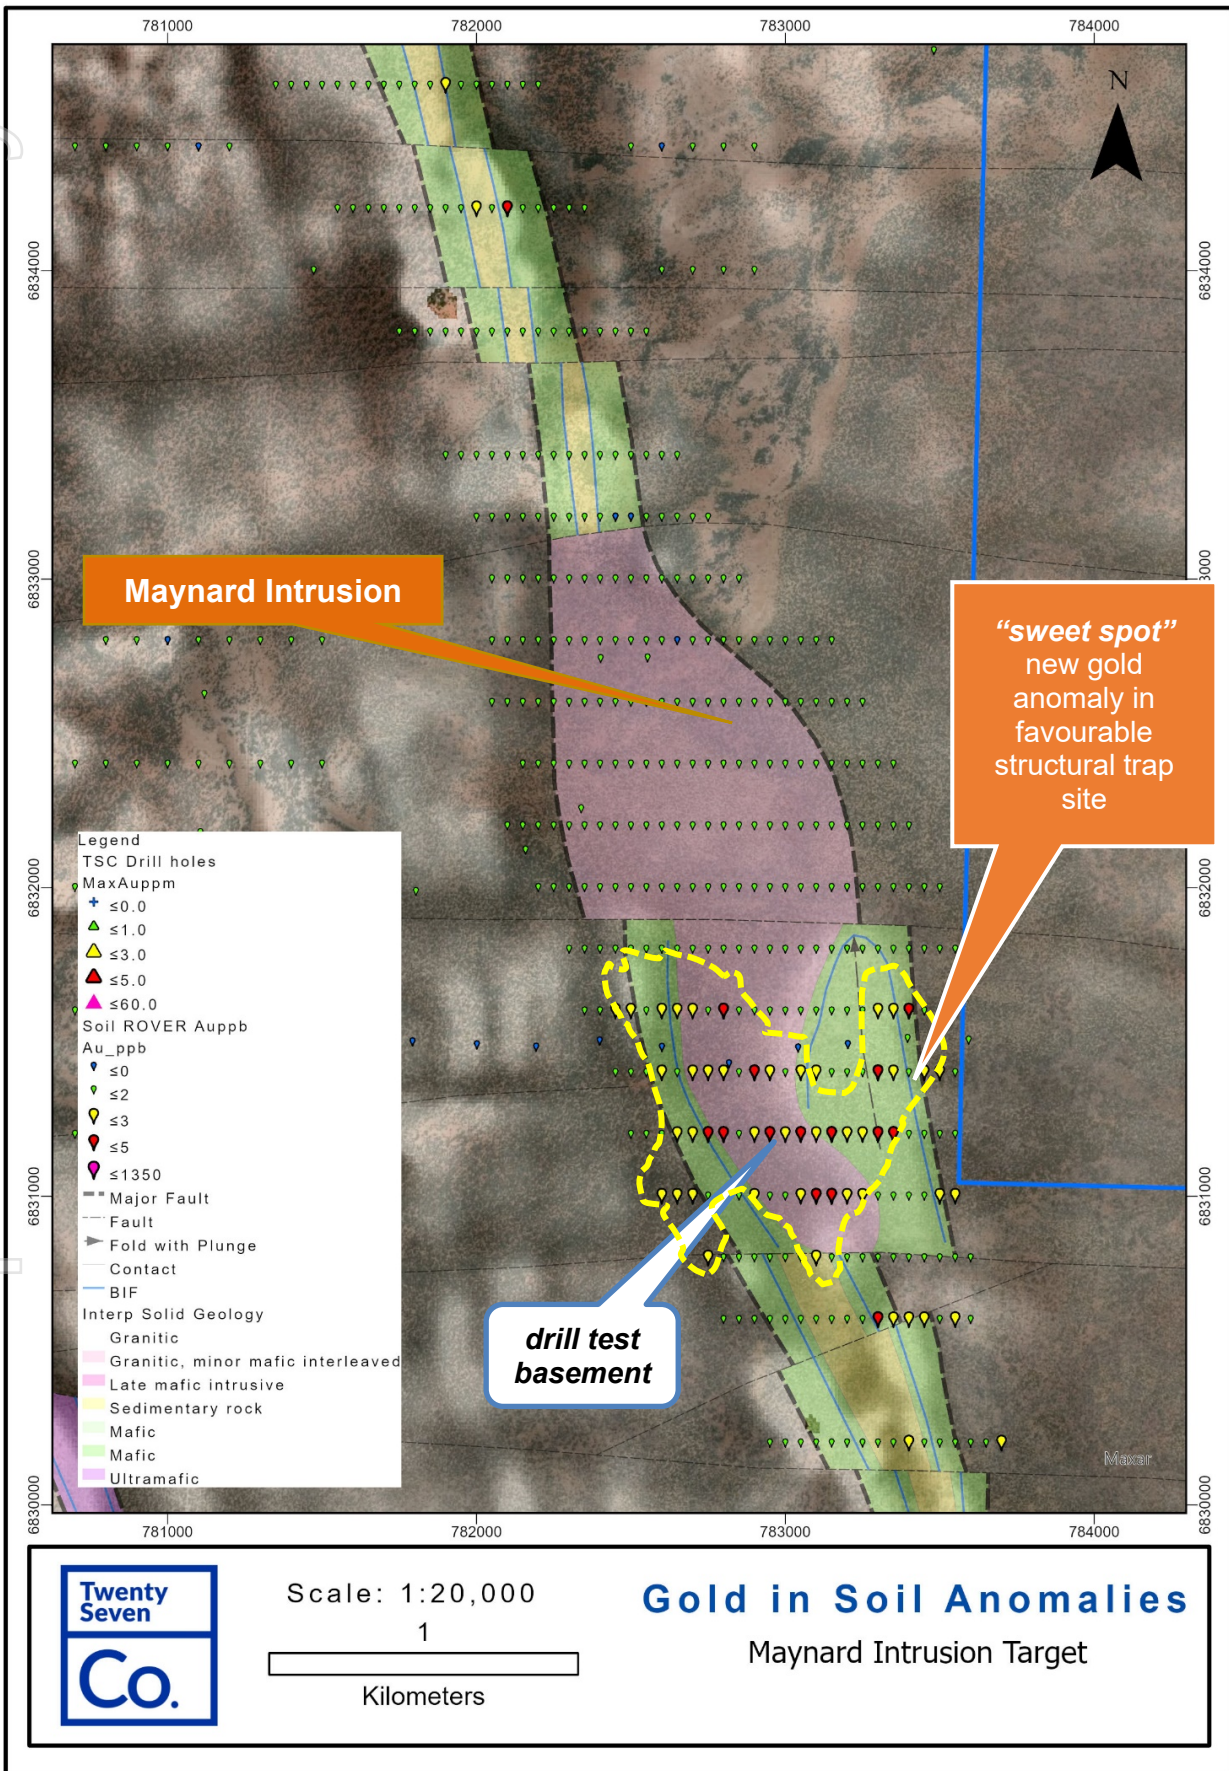 781000
782000
783000
784000
N
6834000
6834000
6833000
3000
Maynard Intrusion
“sweet spot”
new gold
anomaly in
favourable
structural trap
site
Legend
TSC Drill holes
MaxAuppm
≤0.0
≤1.0
≤3.0
≤5.0
≤60.0
Soil ROVER Auppb
Au_ppb
≤0
≤2
≤3
≤5
≤1350
Major Fault
Fault
Fold with Plunge
Contact
BIF
Interp Solid Geology
Granitic
Granitic, minor mafic interleaved
Late mafic intrusive
Sedimentary rock
Mafic
Mafic
Ultramafic
6832000
6832000
6831000
6831000
drill test
basement
Maxar
6830000
6830000
781000
782000
783000
784000
Twenty
Seven
Co.
Scale: 1:20,000
1
Kilometers
Gold in Soil Anomalies
Maynard Intrusion Target